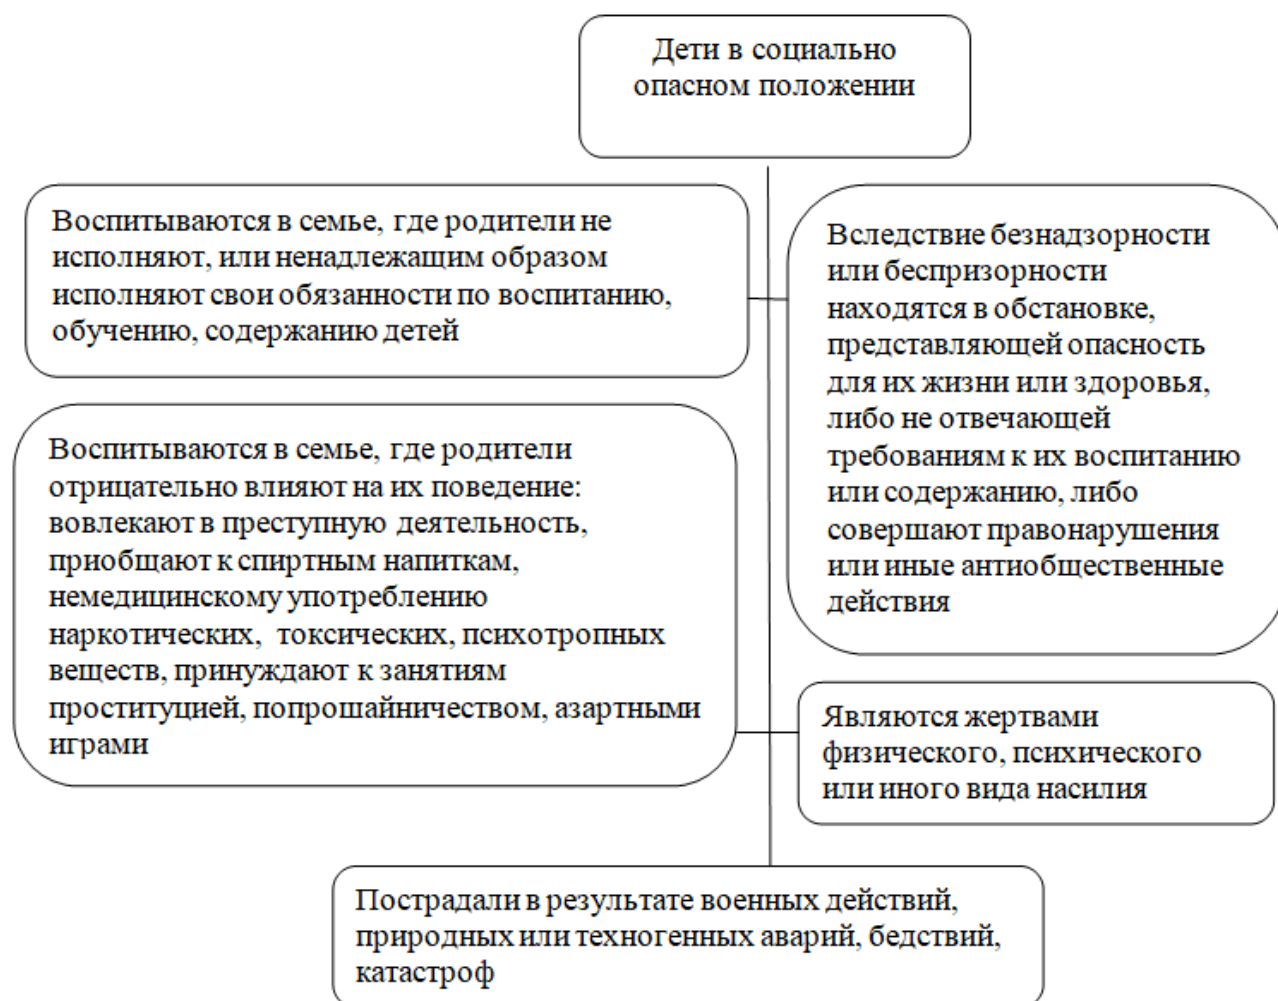 Дети в социально
опасном положении
Воспитываются в семье, где родители не
исполняют, или ненадлежащим образом
исполняют свои обязанности по воспитанию,
обучению, содержанию детей
Вследствие безнадзорности
или беспризорности
находятся в обстановке,
представляющей опасность
для их жизни или здоровья,
либо не отвечающей
требованиям к их воспитанию
или содержанию, либо
совершают правонарушения
или иные антиобщественные
действия
Воспитываются в семье, где родители
отрицательно влияют на их поведение:
вовлекают в преступную деятельность,
приобщают к спиртным напиткам,
немедицинскому употреблению
наркотических, токсических, психотропных
веществ, принуждают к занятиям
проституцией, попрошайничеством, азартными
играми
Являются жертвами
физического, психического
или иного вида насилия
Пострадали в результате военных действий,
природных или техногенных аварий, бедствий,
катастроф